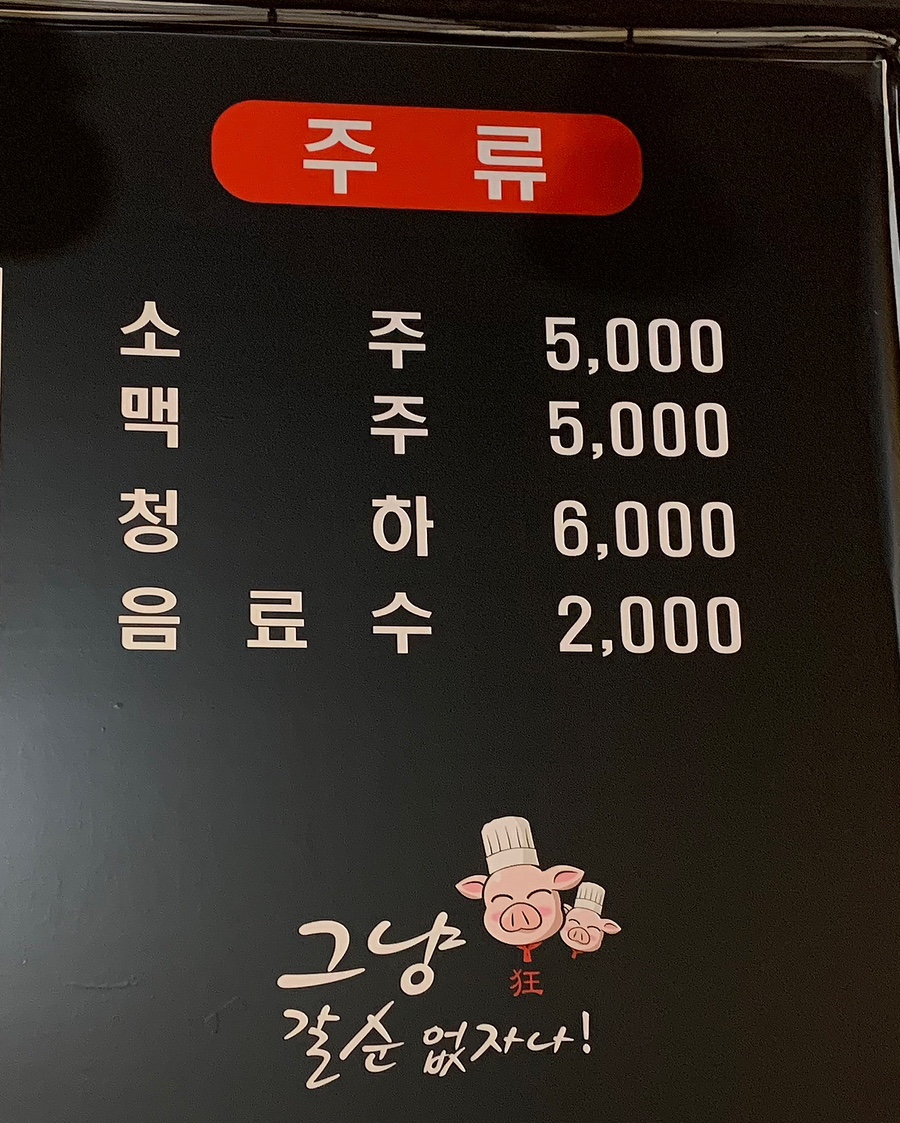 주 류
소 주 5,000
맥 주 5,000
청 하 6,000
음 료 수 2,000
그냥
狂
갈순 없자나!